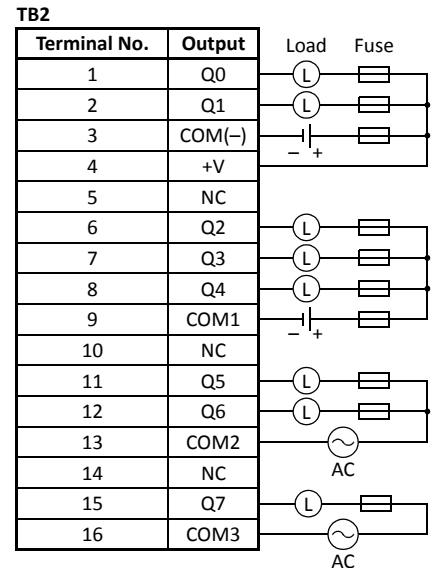 TB2
Terminal No. Output Load Fuse
1 Q0 L
2 Q1 L
3 COM(–)
4 +V – +
5 NC
6 Q2 L
7 Q3 L
8 Q4 L
9 COM1
10 NC – +
11 Q5 L
12 Q6 L
13 COM2
14 NC AC
15 Q7 L
16 COM3
AC